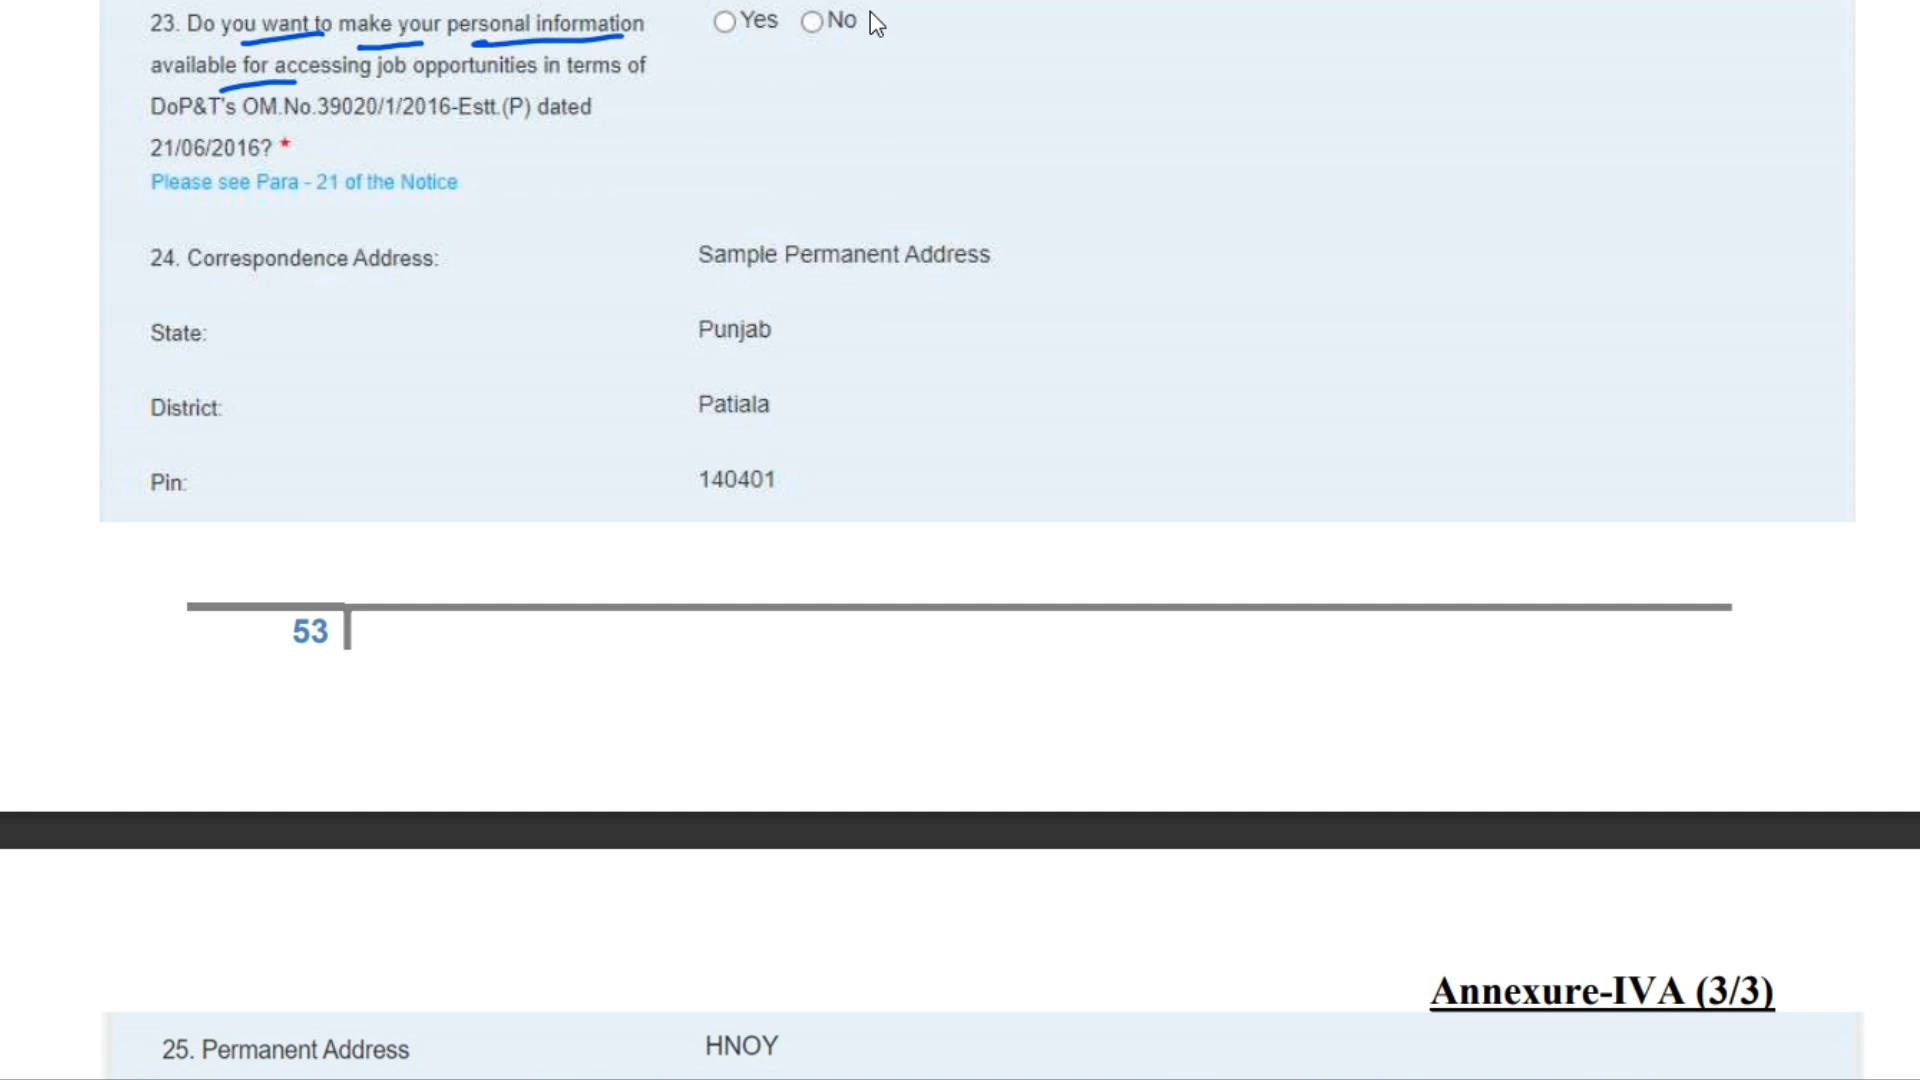 23. Do you want to make your personal information Yes No
available for accessing job opportunities in terms of
DoP&T's OM.No.39020/1/2016-Estt.(P) dated
21/06/2016? *
Please see Para - 21 of the Notice
24. Correspondence Address: Sample Permanent Address
State: Punjab
District: Patiala
Pin: 140401
53
Annexure-IVA (3/3)
25. Permanent Address HNOY